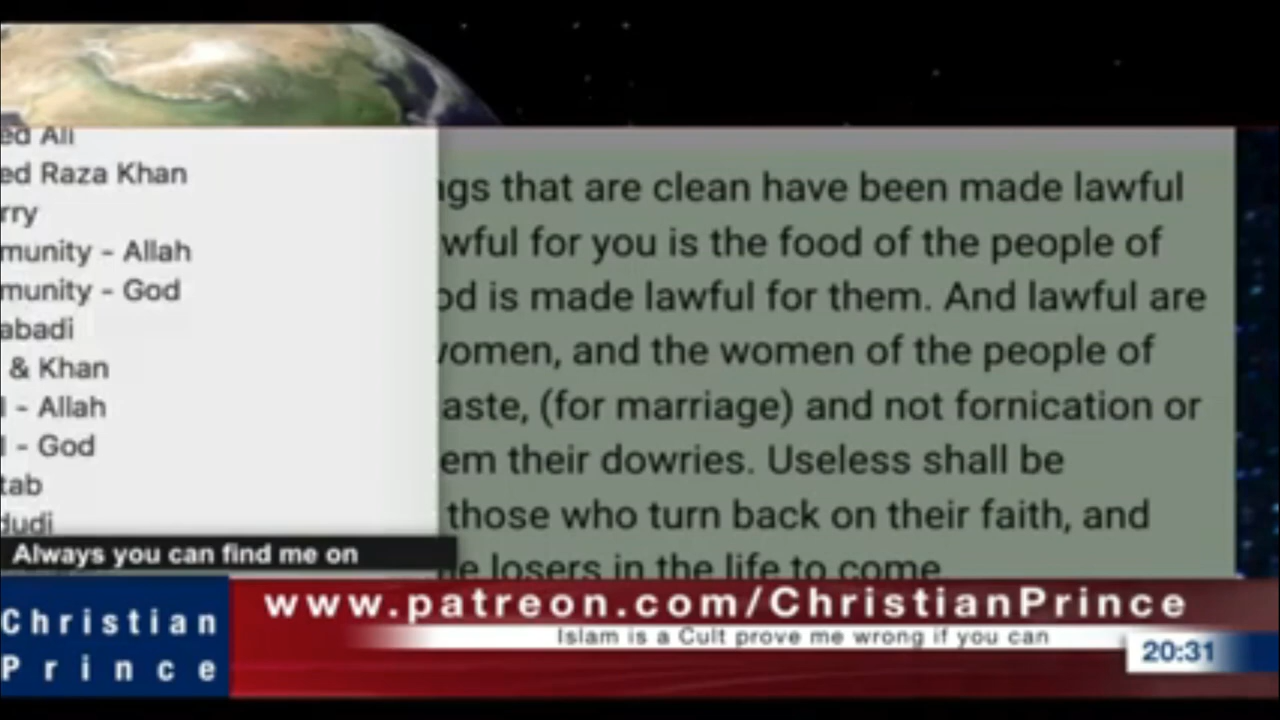 ed Ali
ed Raza Khan
rry
munity - Allah
munity - God
abadi
& Khan
l - Allah
l - God
tab
dudi
ngs that are clean have been made lawful
wful for you is the food of the people of
od is made lawful for them. And lawful are
women, and the women of the people of
aste, (for marriage) and not fornication or
em their dowries. Useless shall be
those who turn back on their faith, and
he losers in the life to come
Always you can find me on
Christian
Prince
www.patreon.com/ChristianPrince
Islam is a Cult prove me wrong if you can
20:31